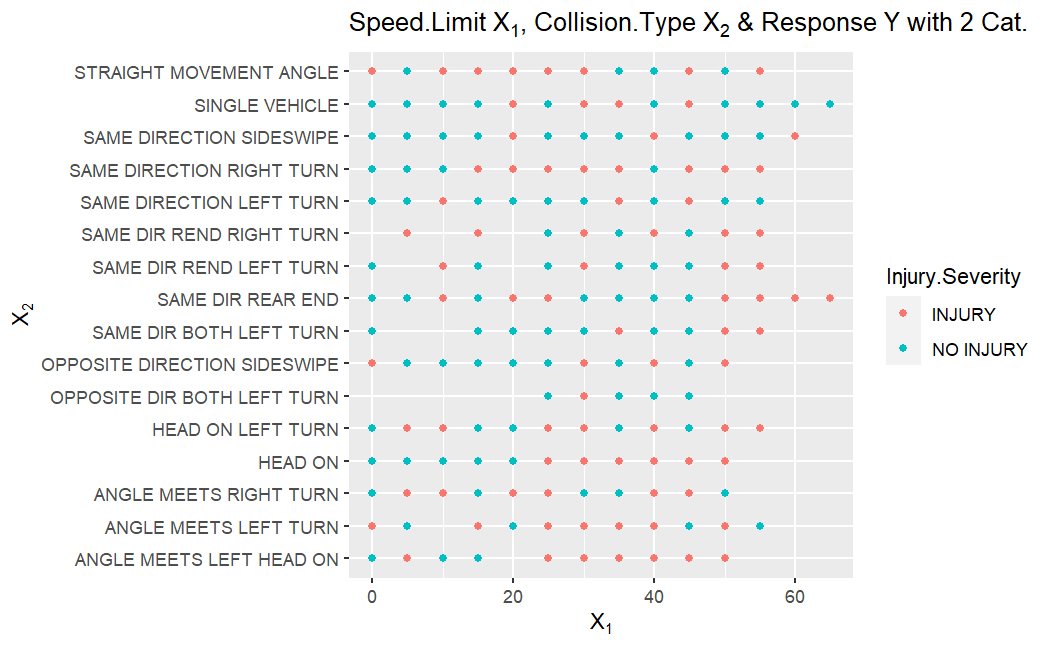 Speed.Limit X1, Collision.Type X2 & Response Y with 2 Cat.
STRAIGHT MOVEMENT ANGLE
SINGLE VEHICLE
SAME DIRECTION SIDESWIPE
SAME DIRECTION RIGHT TURN
SAME DIRECTION LEFT TURN
SAME DIR REND RIGHT TURN
SAME DIR REND LEFT TURN
SAME DIR REAR END
SAME DIR BOTH LEFT TURN
OPPOSITE DIRECTION SIDESWIPE
OPPOSITE DIR BOTH LEFT TURN
HEAD ON LEFT TURN
HEAD ON
ANGLE MEETS RIGHT TURN
ANGLE MEETS LEFT TURN
ANGLE MEETS LEFT HEAD ON
X2
0 20 40 60
X1
Injury.Severity
INJURY
NO INJURY